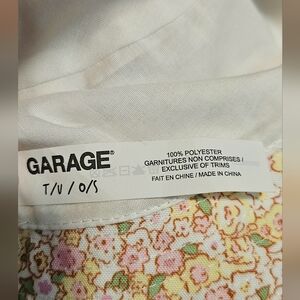 GARAGE®
T/U / O/S
100% POLYESTER
GARNITURES NON COMPRISES /
EXCLUSIVE OF TRIMS
FAIT EN CHINE / MADE IN CHINA